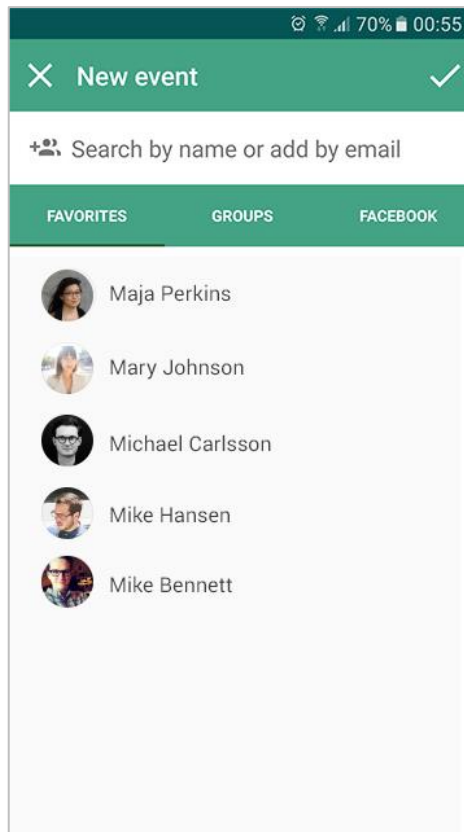 70% 00:55
New event
Search by name or add by email
FAVORITES GROUPS FACEBOOK
Maja Perkins
Mary Johnson
Michael Carlsson
Mike Hansen
Mike Bennett